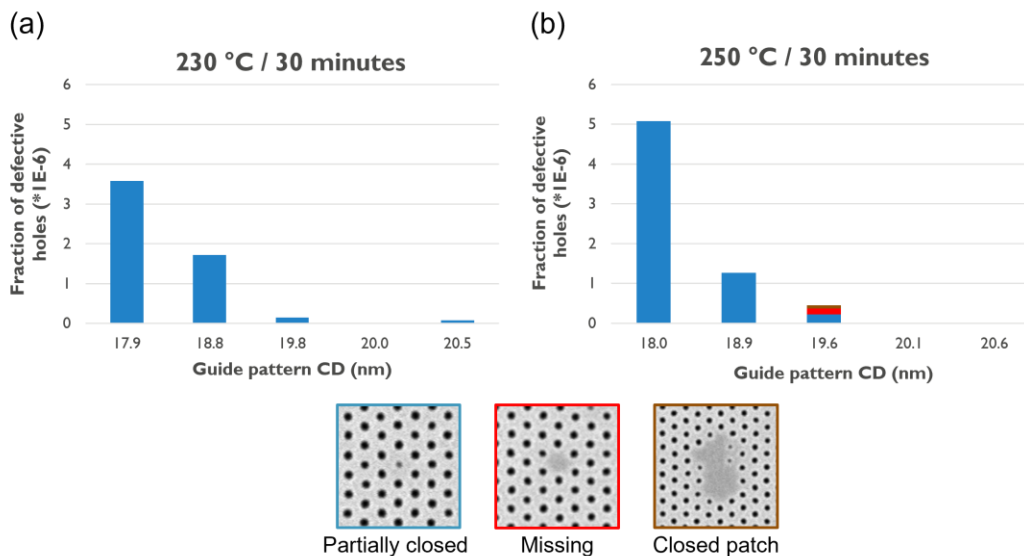 (a)
230 °C / 30 minutes
Fraction of defective
holes (*1E-6)
6
5
4
3
2
1
0
17.9 18.8 19.8 20.0 20.5
Guide pattern CD (nm)
(b)
250 °C / 30 minutes
Fraction of defective
holes (*1E-6)
6
5
4
3
2
1
0
18.0 18.9 19.6 20.1 20.6
Guide pattern CD (nm)
Partially closed
Missing
Closed patch